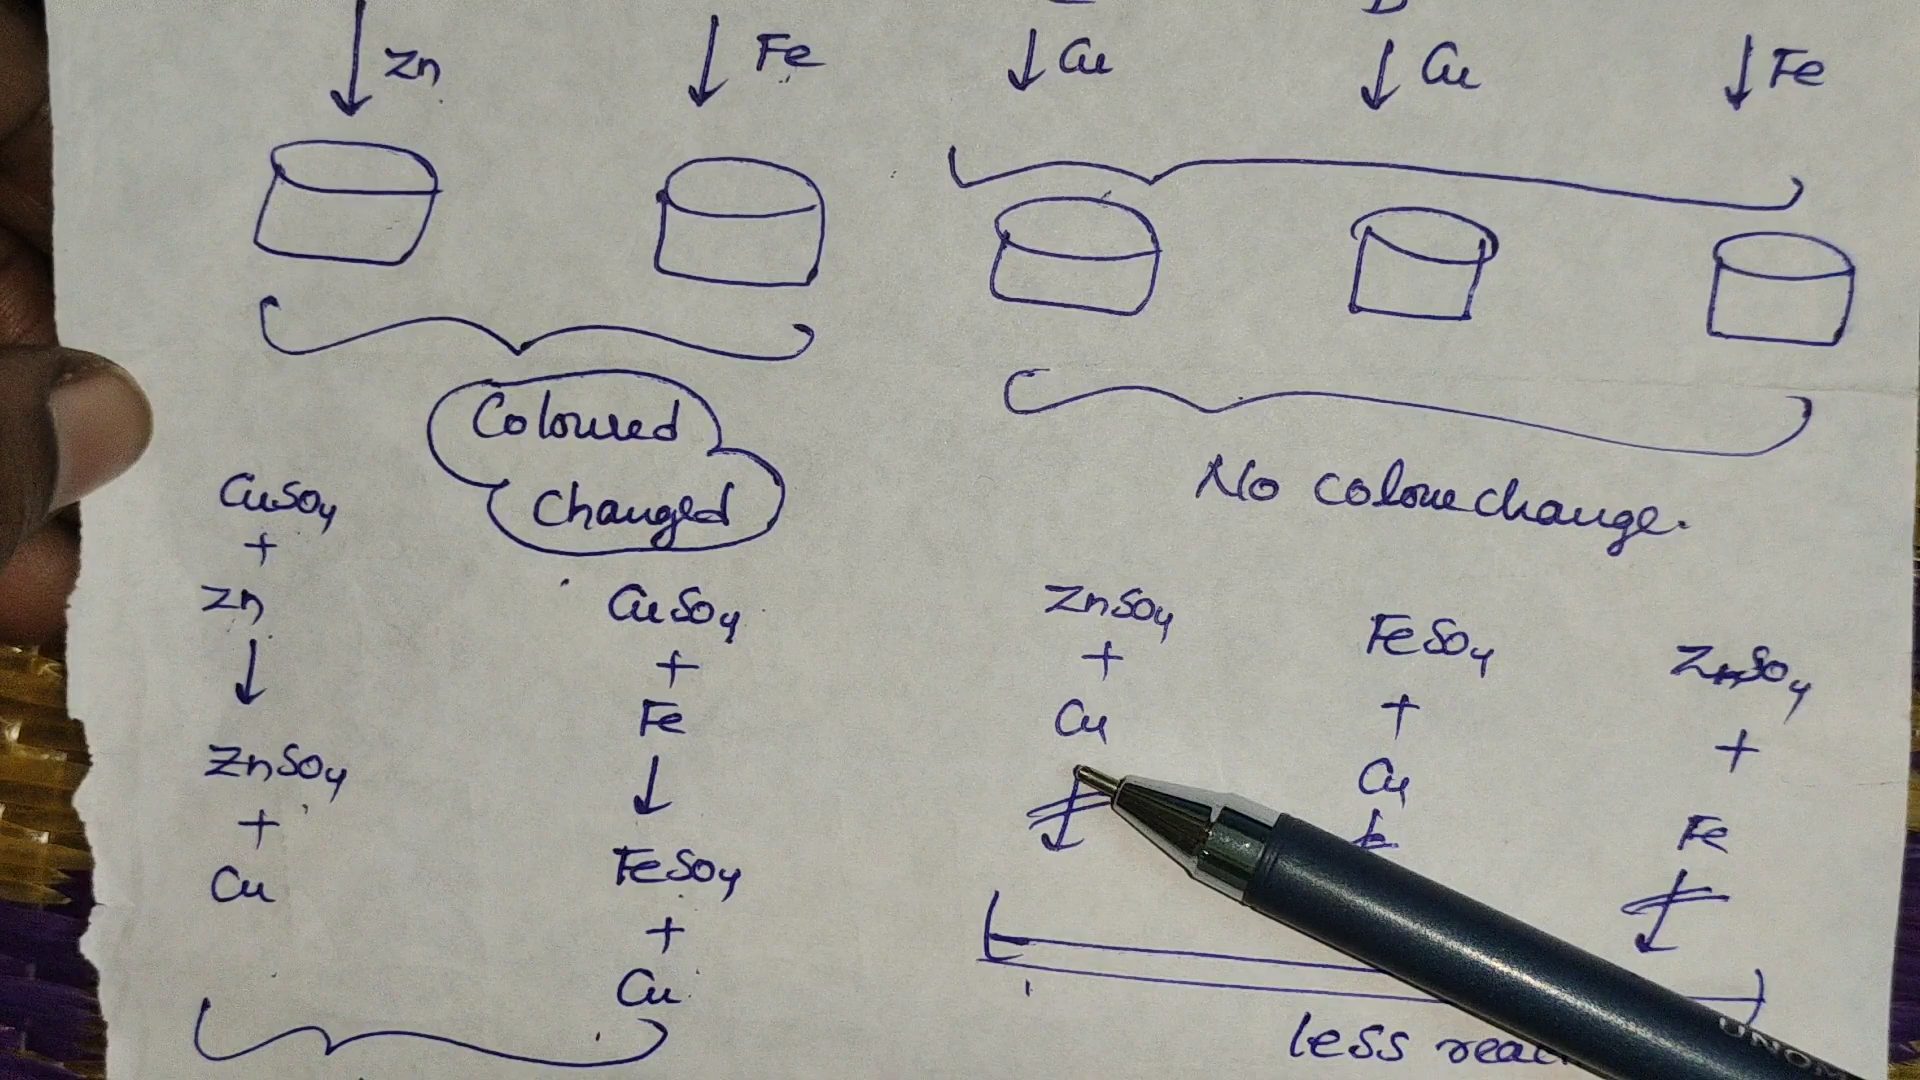 Zn
Fe
Cu
Cu
Fe
Coloured
Changed
No colour change.
CuSO4
+
Zn
↓
ZnSO4
+
Cu
CuSO4
+
Fe
↓
FeSO4
+
Cu
ZnSO4
+
Cu
FeSO4
+
Cu
ZnSO4
+
Fe
less
UNOM